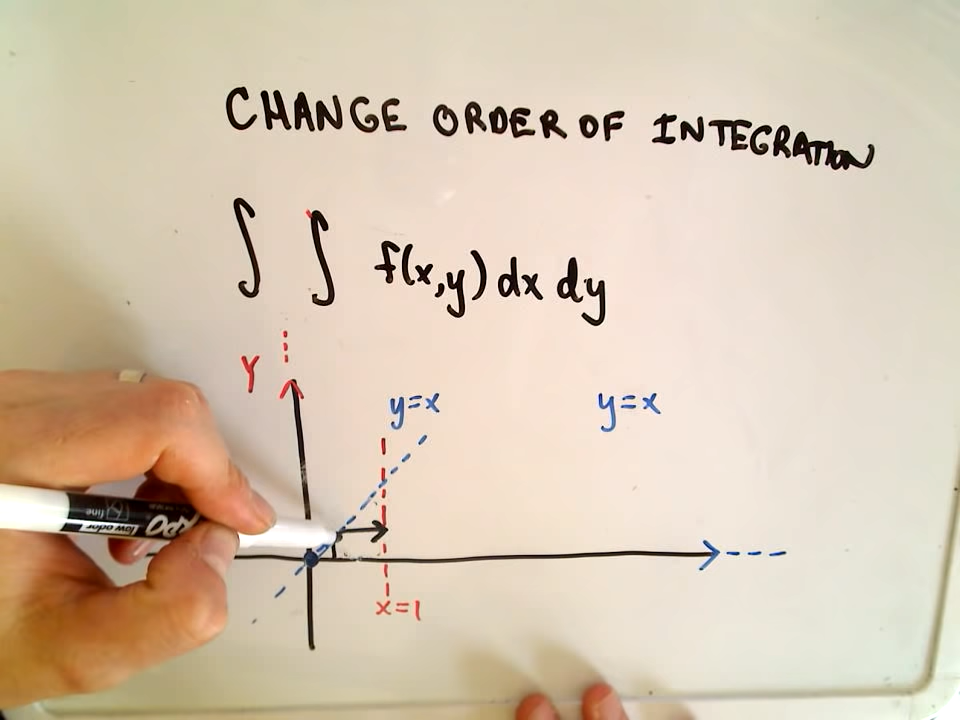 CHANGE ORDER OF INTEGRATION
∫ ∫ f(x,y) dx dy
Y
y=x
y=x
x=1
low odor
EXPO
fine